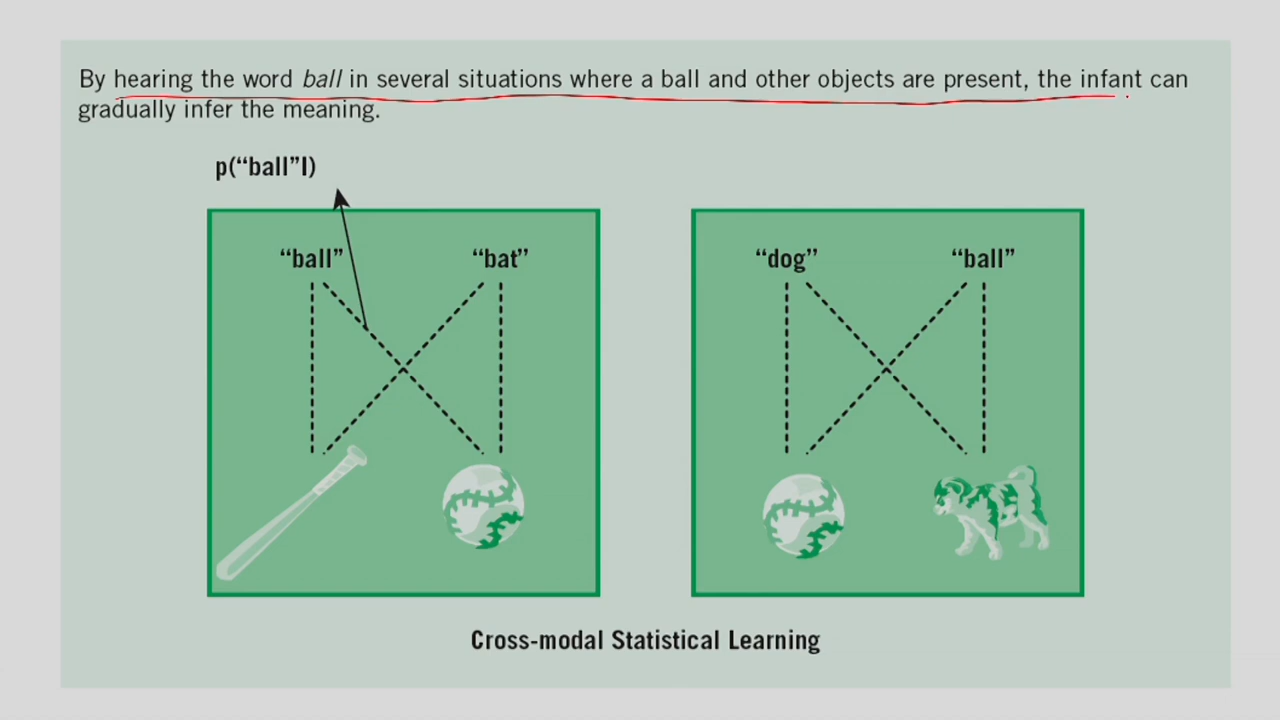 By hearing the word ball in several situations where a ball and other objects are present, the infant can
gradually infer the meaning.
p(“ball”I)
“ball” “bat”
“dog” “ball”
Cross-modal Statistical Learning